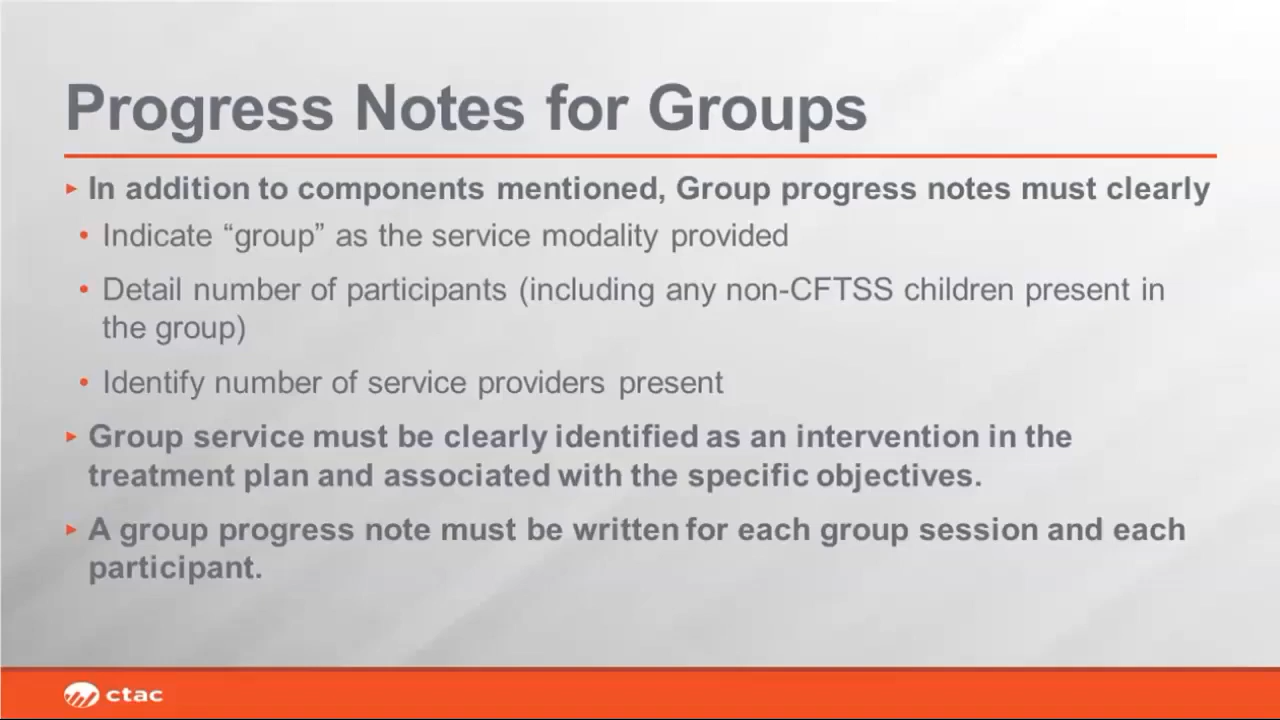 Progress Notes for Groups
▸ In addition to components mentioned, Group progress notes must clearly
• Indicate “group” as the service modality provided
• Detail number of participants (including any non-CFTSS children present in
the group)
• Identify number of service providers present
▸ Group service must be clearly identified as an intervention in the
treatment plan and associated with the specific objectives.
▸ A group progress note must be written for each group session and each
participant.
ctac